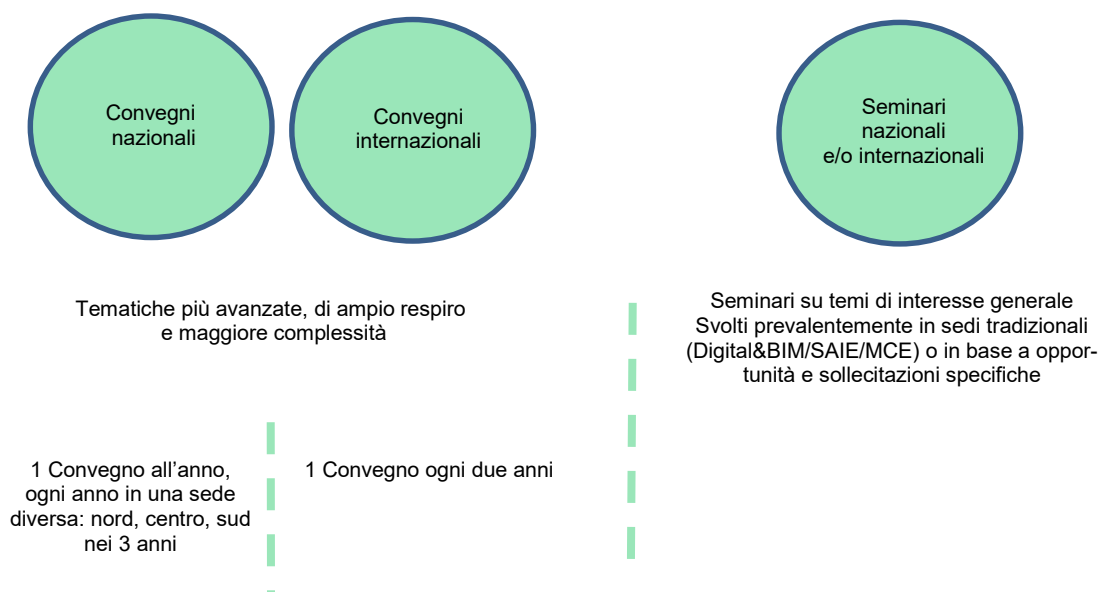 Convegni
nazionali
Convegni
internazionali
Seminari
nazionali
e/o internazionali
Tematiche più avanzate, di ampio respiro
e maggiore complessità
Seminari su temi di interesse generale
Svolti prevalentemente in sedi tradizionali
(Digital&BIM/SAIE/MCE) o in base a oppor-
tunità e sollecitazioni specifiche
1 Convegno all’anno,
ogni anno in una sede
diversa: nord, centro, sud
nei 3 anni
1 Convegno ogni due anni